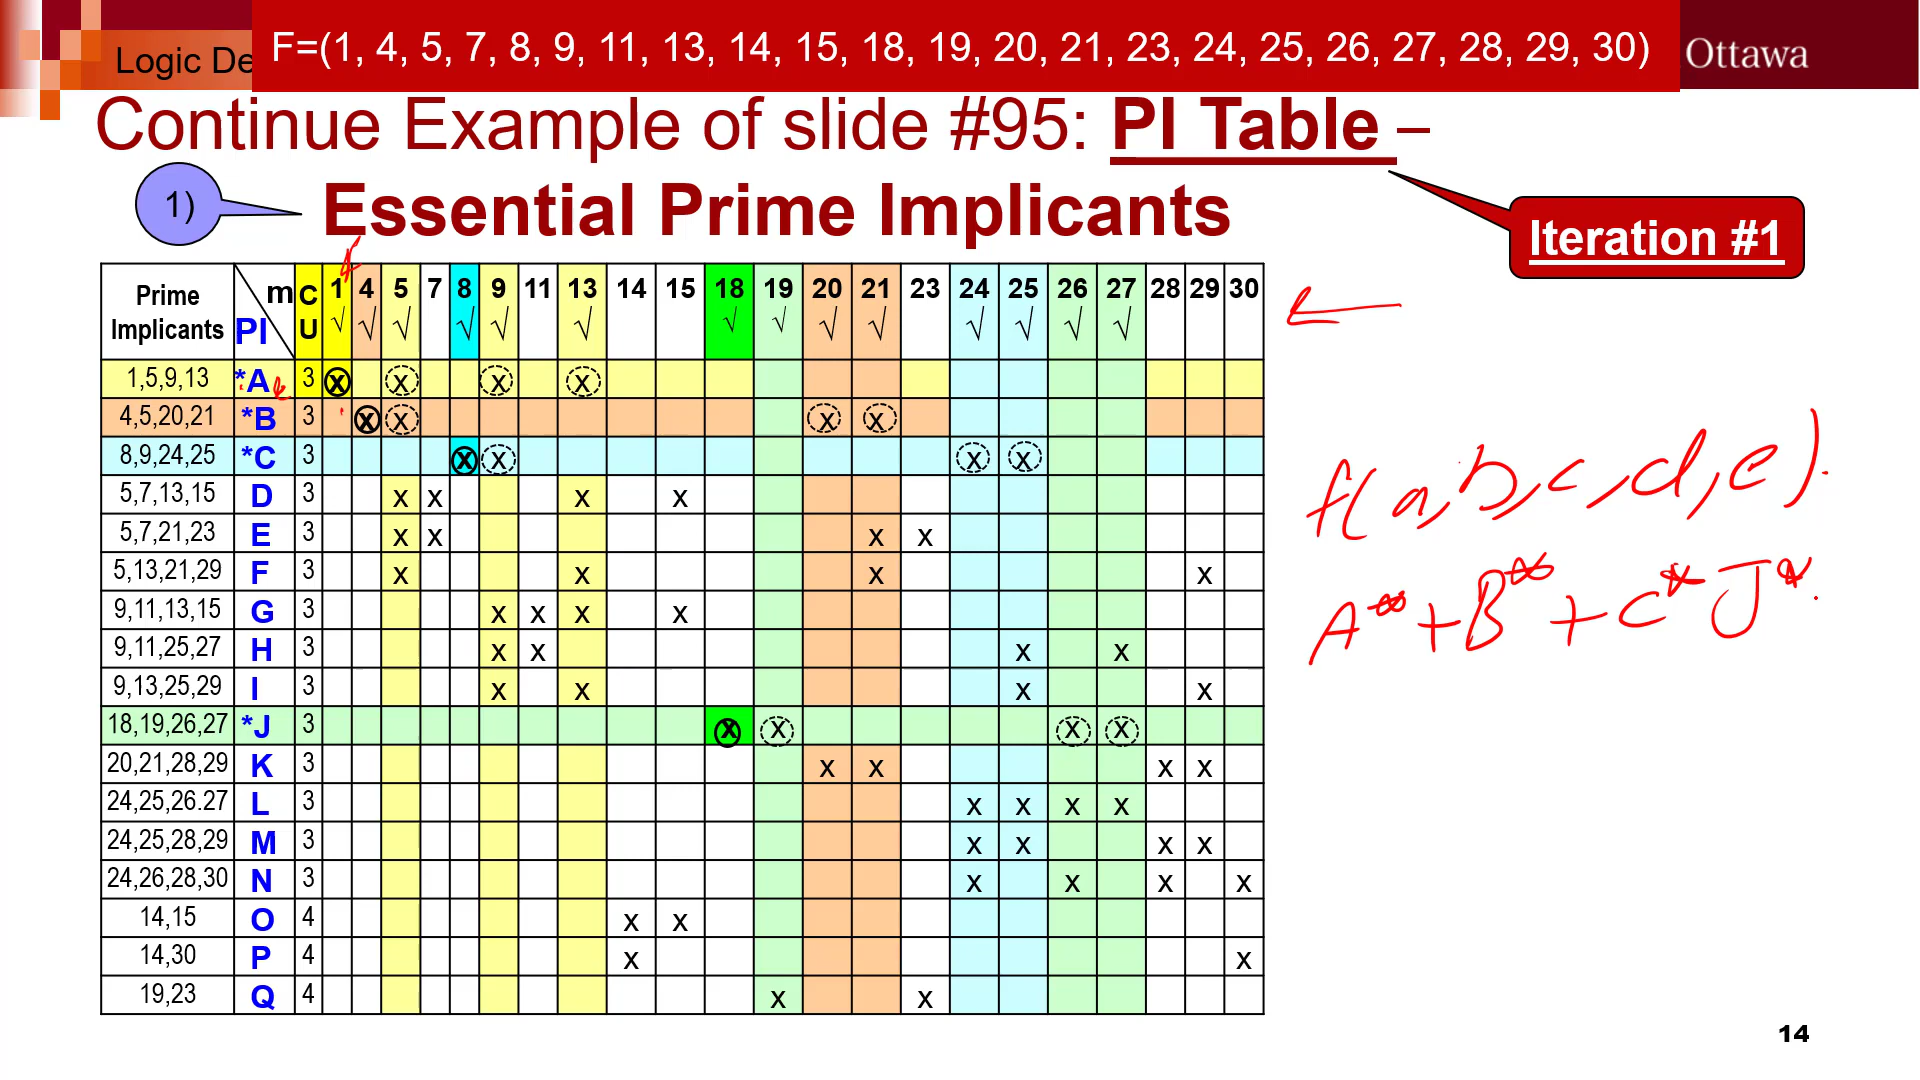 Logic De
F=(1, 4, 5, 7, 8, 9, 11, 13, 14, 15, 18, 19, 20, 21, 23, 24, 25, 26, 27, 28, 29, 30)
Ottawa
Continue Example of slide #95: PI Table –
1)
Essential Prime Implicants
Iteration #1
Prime Implicants PI m C U 1 4 5 7 8 9 11 13 14 15 18 19 20 21 23 24 25 26 27 28 29 30
√ √ √ √ √ √ √ √ √ √ √ √ √ √
1,5,9,13 *A 3 x x x x
4,5,20,21 *B 3 x x x x
8,9,24,25 *C 3 x x x x
5,7,13,15 D 3 x x x x
5,7,21,23 E 3 x x x x
5,13,21,29 F 3 x x x x
9,11,13,15 G 3 x x x x
9,11,25,27 H 3 x x x x
9,13,25,29 I 3 x x x x
18,19,26,27 *J 3 x x x x
20,21,28,29 K 3 x x x x
24,25,26.27 L 3 x x x x
24,25,28,29 M 3 x x x x
24,26,28,30 N 3 x x x x
14,15 O 4 x x
14,30 P 4 x x
19,23 Q 4 x x
f(a,b,c,d,e).
A* + B* + C* J*.
14